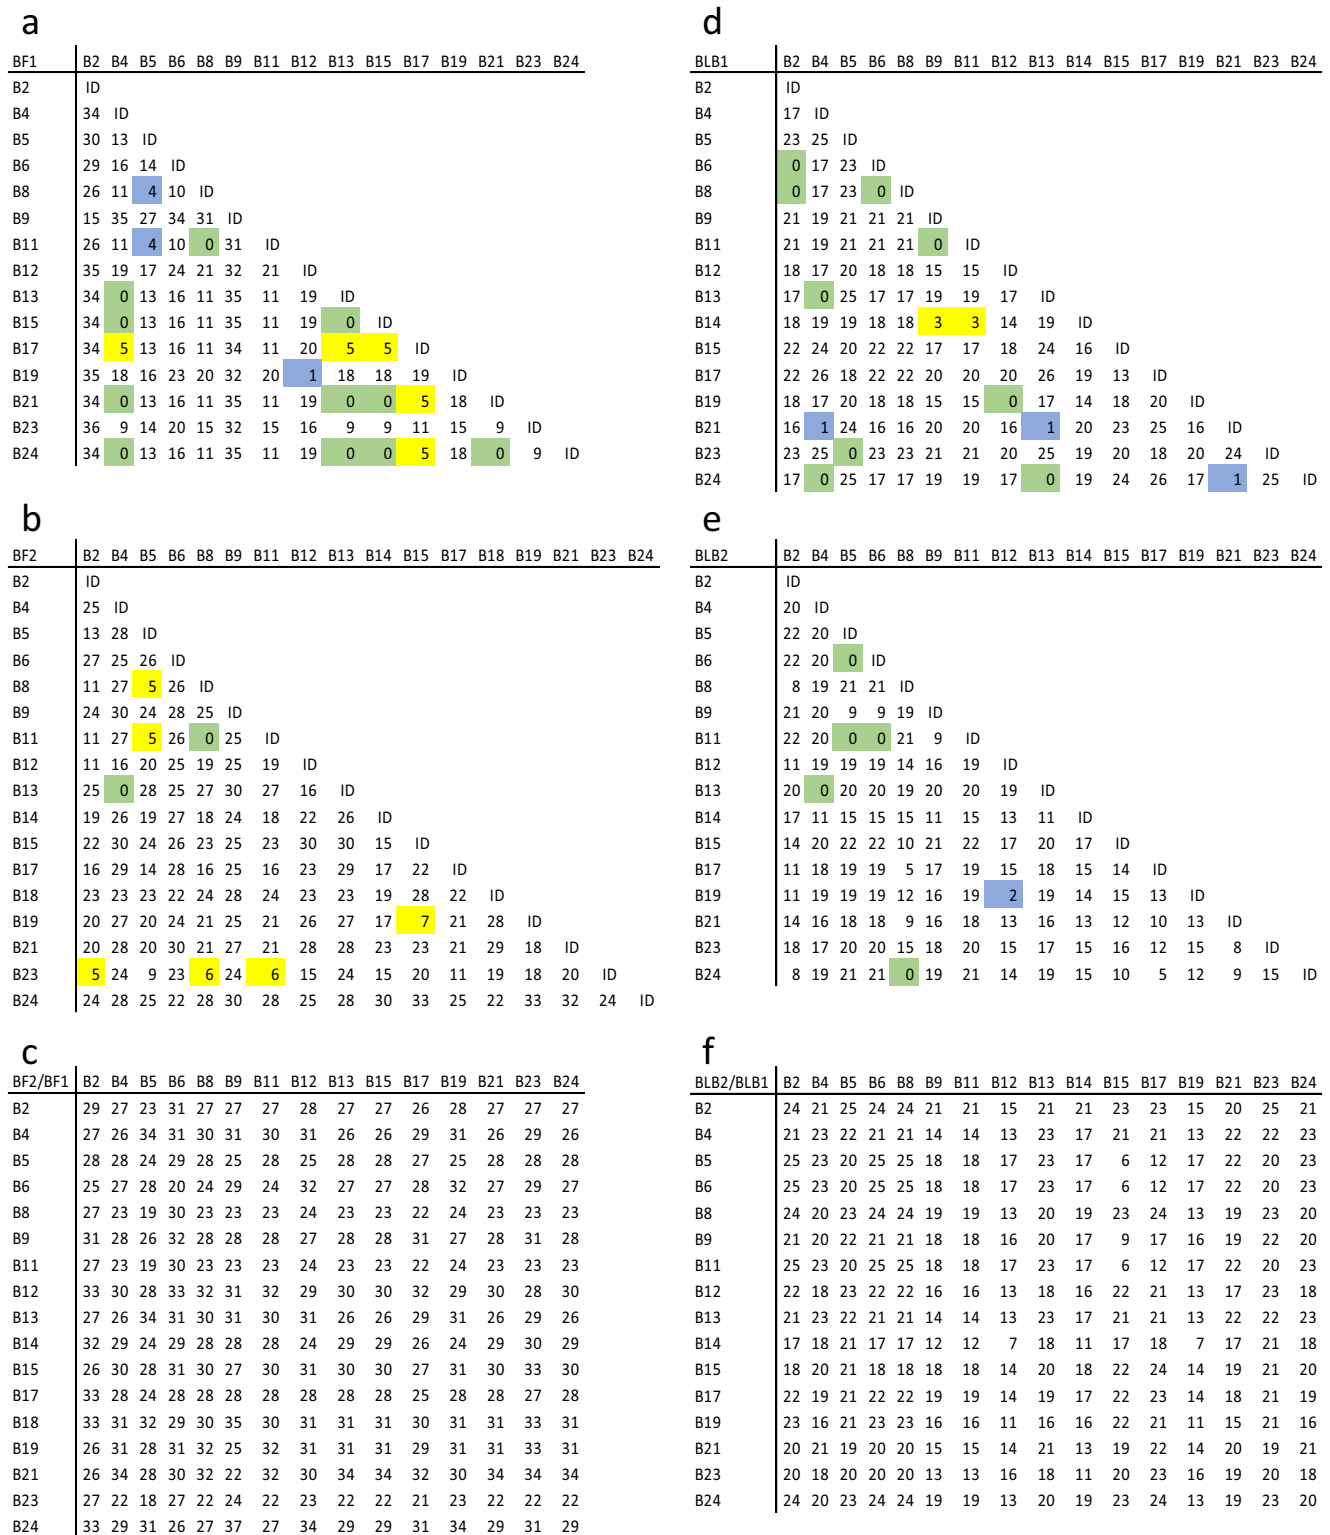 a
BF1 B2 B4 B5 B6 B8 B9 B11 B12 B13 B15 B17 B19 B21 B23 B24
B2 ID
B4 34 ID
B5 30 13 ID
B6 29 16 14 ID
B8 26 11 4 10 ID
B9 15 35 27 34 31 ID
B11 26 11 4 10 0 31 ID
B12 35 19 17 24 21 32 21 ID
B13 34 0 13 16 11 35 11 19 ID
B15 34 0 13 16 11 35 11 19 0 ID
B17 34 5 13 16 11 34 11 20 5 5 ID
B19 35 18 16 23 20 32 20 1 18 18 19 ID
B21 34 0 13 16 11 35 11 19 0 0 5 18 ID
B23 36 9 14 20 15 32 15 16 9 9 11 15 9 ID
B24 34 0 13 16 11 35 11 19 0 0 5 18 0 9 ID
b
BF2 B2 B4 B5 B6 B8 B9 B11 B12 B13 B14 B15 B17 B18 B19 B21 B23 B24
B2 ID
B4 25 ID
B5 13 28 ID
B6 27 25 26 ID
B8 11 27 5 26 ID
B9 24 30 24 28 25 ID
B11 11 27 5 26 0 25 ID
B12 11 16 20 25 19 25 19 ID
B13 25 0 28 25 27 30 27 16 ID
B14 19 26 19 27 18 24 18 22 26 ID
B15 22 30 24 26 23 25 23 30 30 15 ID
B17 16 29 14 28 16 25 16 23 29 17 22 ID
B18 23 23 23 22 24 28 24 23 23 19 28 22 ID
B19 20 27 20 24 21 25 21 26 27 17 7 21 28 ID
B21 20 28 20 30 21 27 21 28 28 23 23 21 29 18 ID
B23 5 24 9 23 6 24 6 15 24 15 20 11 19 18 20 ID
B24 24 28 25 22 28 30 28 25 28 30 33 25 22 33 32 24 ID
c
BF2/BF1 B2 B4 B5 B6 B8 B9 B11 B12 B13 B15 B17 B19 B21 B23 B24
B2 29 27 23 31 27 27 27 28 27 27 26 28 27 27 27
B4 27 26 34 31 30 31 30 31 26 26 29 31 26 29 26
B5 28 28 24 29 28 25 28 25 28 28 27 25 28 28 28
B6 25 27 28 20 24 29 24 32 27 27 28 32 27 29 27
B8 27 23 19 30 23 23 23 24 23 23 22 24 23 23 23
B9 31 28 26 32 28 28 28 27 28 28 31 27 28 31 28
B11 27 23 19 30 23 23 23 24 23 23 22 24 23 23 23
B12 33 30 28 33 32 31 32 29 30 30 32 29 30 28 30
B13 27 26 34 31 30 31 30 31 26 26 29 31 26 29 26
B14 32 29 24 29 28 28 28 24 29 29 26 24 29 30 29
B15 26 30 28 31 30 27 30 31 30 30 27 31 30 33 30
B17 33 28 24 28 28 28 28 28 28 28 25 28 28 27 28
B18 33 31 32 29 30 35 30 31 31 31 30 31 31 33 31
B19 26 31 28 31 32 25 32 31 31 31 29 31 31 33 31
B21 26 34 28 30 32 22 32 30 34 34 32 30 34 34 34
B23 27 22 18 27 22 24 22 23 22 22 21 23 22 22 22
B24 33 29 31 26 27 37 27 34 29 29 31 34 29 31 29
d
BLB1 B2 B4 B5 B6 B8 B9 B11 B12 B13 B14 B15 B17 B19 B21 B23 B24
B2 ID
B4 17 ID
B5 23 25 ID
B6 0 17 23 ID
B8 0 17 23 0 ID
B9 21 19 21 21 21 ID
B11 21 19 21 21 21 0 ID
B12 18 17 20 18 18 15 15 ID
B13 17 0 25 17 17 19 19 17 ID
B14 18 19 19 18 18 3 3 14 19 ID
B15 22 24 20 22 22 17 17 18 24 16 ID
B17 22 26 18 22 22 20 20 20 26 19 13 ID
B19 18 17 20 18 18 15 15 0 17 14 18 20 ID
B21 16 1 24 16 16 20 20 16 1 20 23 25 16 ID
B23 23 25 0 23 23 21 21 20 25 19 20 18 20 24 ID
B24 17 0 25 17 17 19 19 17 0 19 24 26 17 1 25 ID
e
BLB2 B2 B4 B5 B6 B8 B9 B11 B12 B13 B14 B15 B17 B19 B21 B23 B24
B2 ID
B4 20 ID
B5 22 20 ID
B6 22 20 0 ID
B8 8 19 21 21 ID
B9 21 20 9 9 19 ID
B11 22 20 0 0 21 9 ID
B12 11 19 19 19 14 16 19 ID
B13 20 0 20 20 19 20 20 19 ID
B14 17 11 15 15 15 11 15 13 11 ID
B15 14 20 22 22 10 21 22 17 20 17 ID
B17 11 18 19 19 5 17 19 15 18 15 14 ID
B19 11 19 19 19 12 16 19 2 19 14 15 13 ID
B21 14 16 18 18 9 16 18 13 16 13 12 10 13 ID
B23 18 17 20 20 15 18 20 15 17 15 16 12 15 8 ID
B24 8 19 21 21 0 19 21 14 19 15 10 5 12 9 15 ID
f
BLB2/BLB1 B2 B4 B5 B6 B8 B9 B11 B12 B13 B14 B15 B17 B19 B21 B23 B24
B2 24 21 25 24 24 21 21 15 21 21 23 23 15 20 25 21
B4 21 23 22 21 21 14 14 13 23 17 21 21 13 22 22 23
B5 25 23 20 25 25 18 18 17 23 17 6 12 17 22 20 23
B6 25 23 20 25 25 18 18 17 23 17 6 12 17 22 20 23
B8 24 20 23 24 24 19 19 13 20 19 23 24 13 19 23 20
B9 21 20 22 21 21 18 18 16 20 17 9 17 16 19 22 20
B11 25 23 20 25 25 18 18 17 23 17 6 12 17 22 20 23
B12 22 18 23 22 22 16 16 13 18 16 22 21 13 17 23 18
B13 21 23 22 21 21 14 14 13 23 17 21 21 13 22 22 23
B14 17 18 21 17 17 12 12 7 18 11 17 18 7 17 21 18
B15 18 20 21 18 18 18 18 14 20 18 22 24 14 19 21 20
B17 22 19 21 22 22 19 19 14 19 17 22 23 14 18 21 19
B19 23 16 21 23 23 16 16 11 16 16 22 21 11 15 21 16
B21 20 21 19 20 20 15 15 14 21 13 19 22 14 20 19 21
B23 20 18 20 20 20 13 13 16 18 11 20 23 16 19 20 18
B24 24 20 23 24 24 19 19 13 20 19 23 24 13 19 23 20